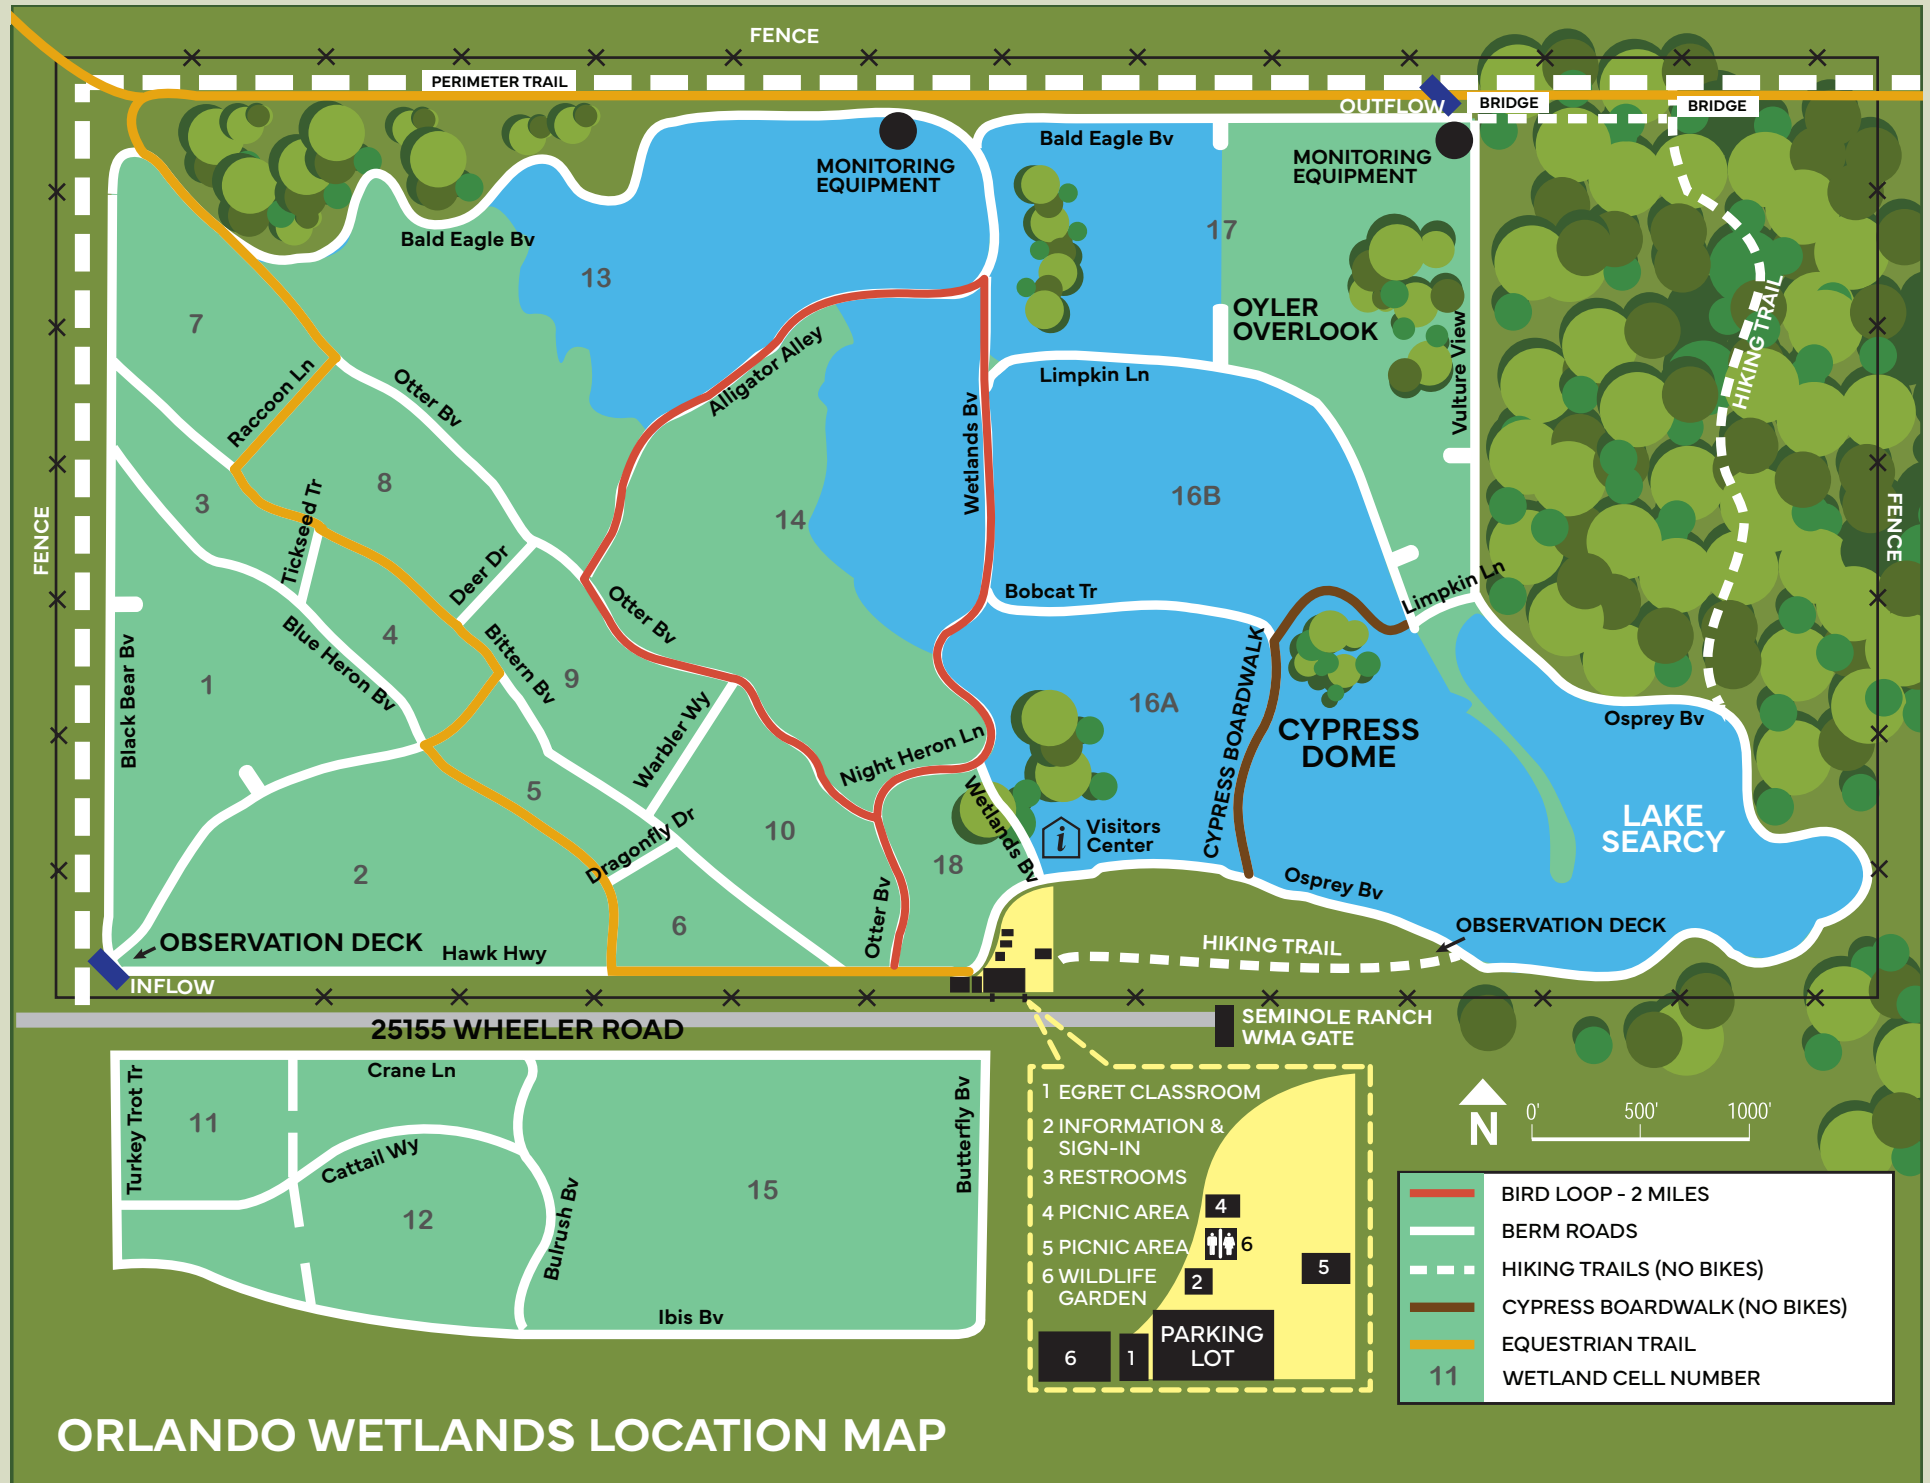 FENCE
PERIMETER TRAIL
OUTFLOW
BRIDGE
BRIDGE
Bald Eagle Bv
MONITORING
EQUIPMENT
MONITORING
EQUIPMENT
Bald Eagle Bv
17
13
HIKING TRAIL
OYLER
OVERLOOK
7
Alligator Alley
Vulture View
Limpkin Ln
Raccoon Ln
Otter Bv
Wetlands Bv
8
16B
3
14
Tickseed Tr
FENCE
FENCE
Deer Dr
Limpkin Ln
Bobcat Tr
Otter Bv
4
Blue Heron Bv
Bittern Bv
9
1
Black Bear Bv
16A
CYPRESS BOARDWALK
CYPRESS
DOME
Osprey Bv
Warbler Wy
Night Heron Ln
5
Wetlands Bv
LAKE
SEARCY
10
Visitors
Center
i
Dragonfly Dr
18
2
Osprey Bv
6
Otter Bv
OBSERVATION DECK
OBSERVATION DECK
Hawk Hwy
HIKING TRAIL
INFLOW
25155 WHEELER ROAD
SEMINOLE RANCH
WMA GATE
Crane Ln
Turkey Trot Tr
11
Cattail Wy
12
Bulrush Bv
15
Butterfly Bv
Ibis Bv
1 EGRET CLASSROOM
2 INFORMATION &
SIGN-IN
3 RESTROOMS
4 PICNIC AREA
5 PICNIC AREA
6 WILDLIFE
GARDEN
4
6
5
2
PARKING
LOT
6
1
N
0'
500'
1000'
BIRD LOOP - 2 MILES
BERM ROADS
HIKING TRAILS (NO BIKES)
CYPRESS BOARDWALK (NO BIKES)
EQUESTRIAN TRAIL
11
WETLAND CELL NUMBER
ORLANDO WETLANDS LOCATION MAP